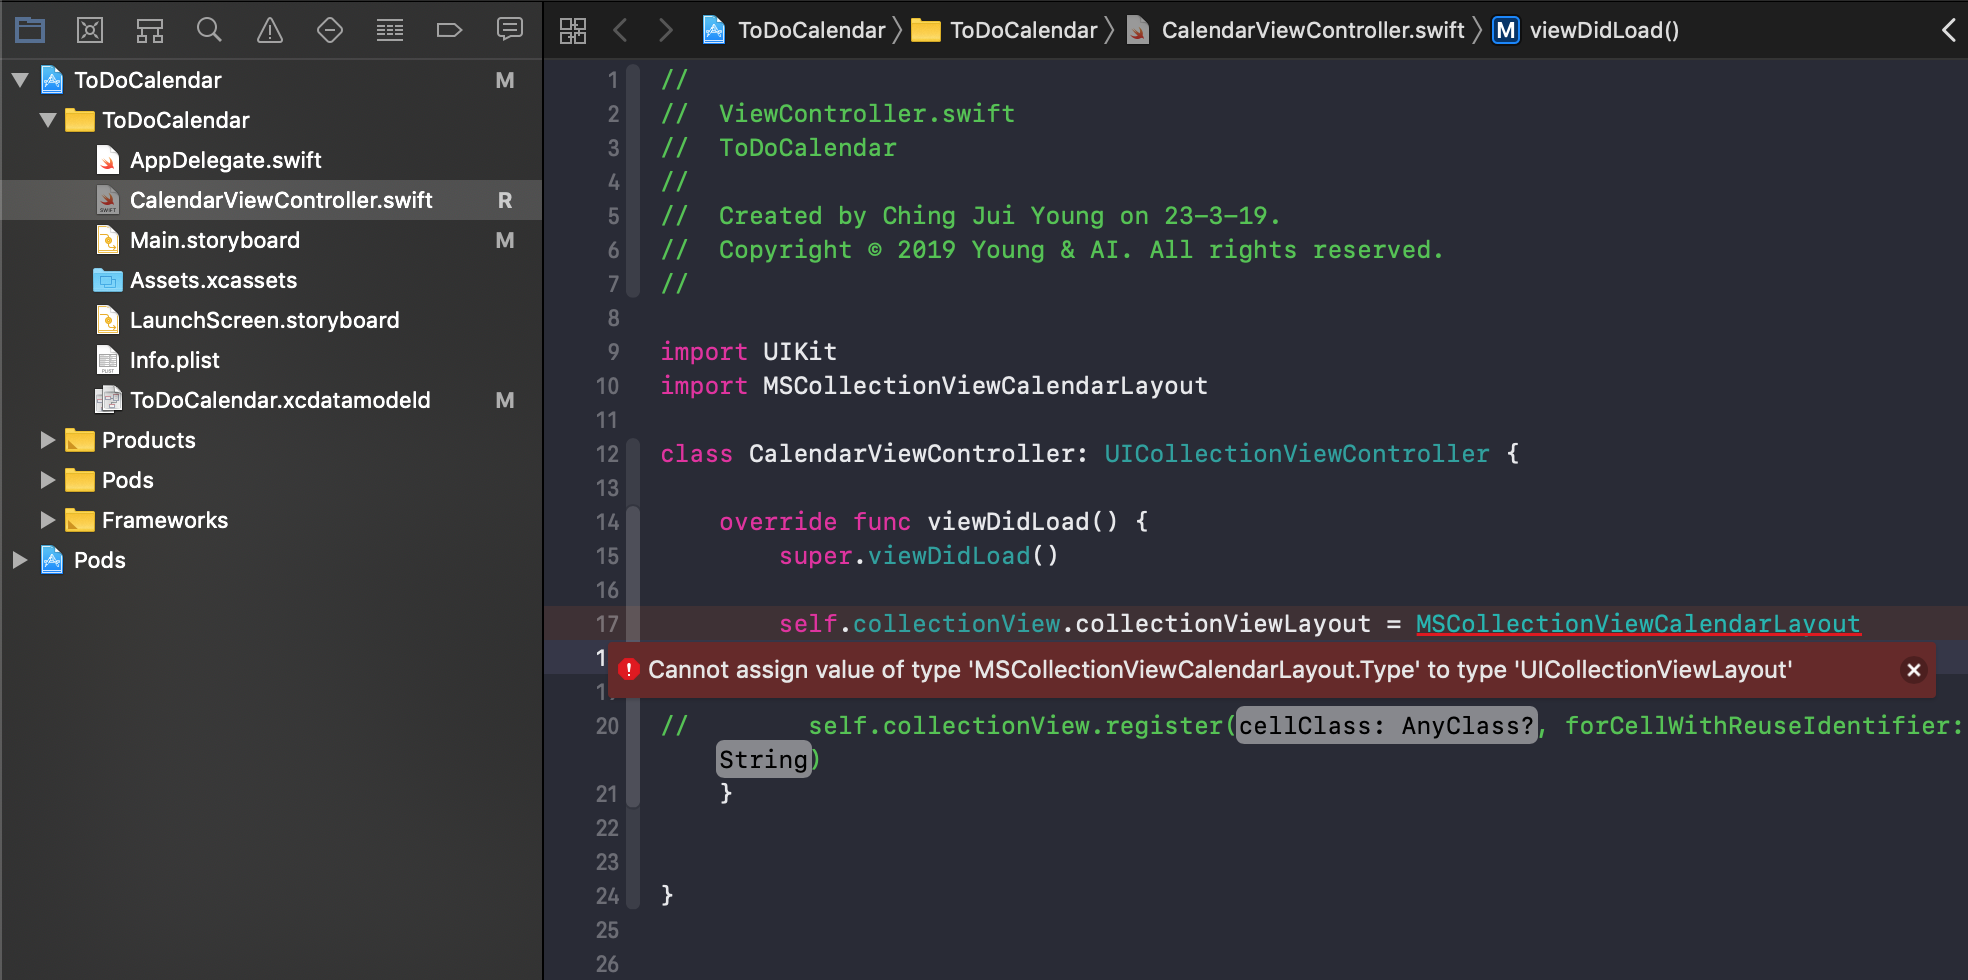 ToDoCalendar 〉 ToDoCalendar 〉 CalendarViewController.swift 〉 M viewDidLoad()
ToDoCalendar M
ToDoCalendar
AppDelegate.swift
CalendarViewController.swift R
Main.storyboard M
Assets.xcassets
LaunchScreen.storyboard
Info.plist
ToDoCalendar.xcdatamodeld M
Products
Pods
Frameworks
Pods
1 //
2 //  ViewController.swift
3 //  ToDoCalendar
4 //
5 //  Created by Ching Jui Young on 23-3-19.
6 //  Copyright © 2019 Young & AI. All rights reserved.
7 //
8
9 import UIKit
10 import MSCollectionViewCalendarLayout
11
12 class CalendarViewController: UICollectionViewController {
13
14 override func viewDidLoad() {
15 super.viewDidLoad()
16
17 self.collectionView.collectionViewLayout = MSCollectionViewCalendarLayout
Cannot assign value of type 'MSCollectionViewCalendarLayout.Type' to type 'UICollectionViewLayout'
20 // self.collectionView.register(cellClass: AnyClass?, forCellWithReuseIdentifier:
String)
21 }
22
23
24 }
25
26